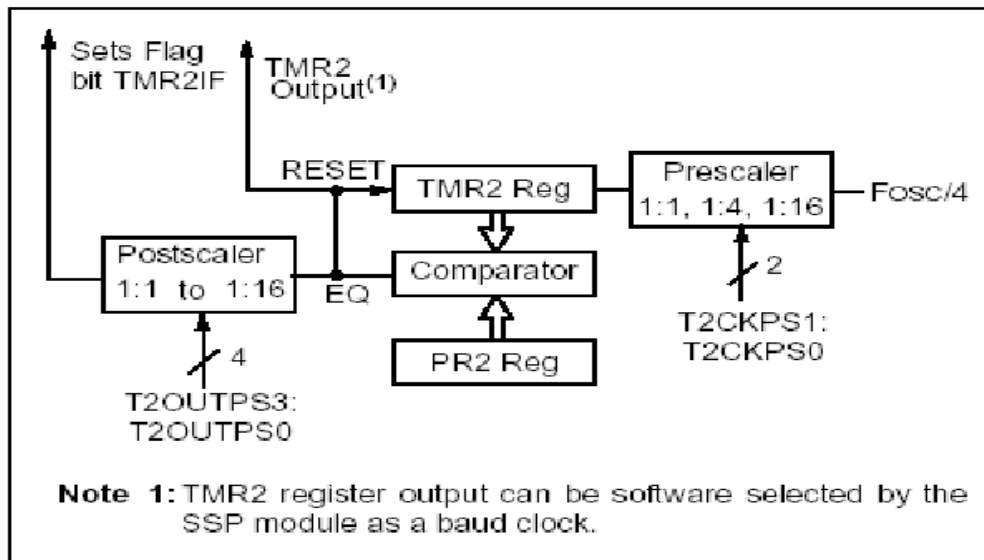 Sets Flag
bit TMR2IF
TMR2
Output(1)
RESET
TMR2 Reg
Prescaler
1:1, 1:4, 1:16
Fosc/4
Postscaler
1:1 to 1:16
EQ
Comparator
2
T2CKPS1:
T2CKPS0
PR2 Reg
4
T2OUTPS3:
T2OUTPS0
Note 1: TMR2 register output can be software selected by the
SSP module as a baud clock.